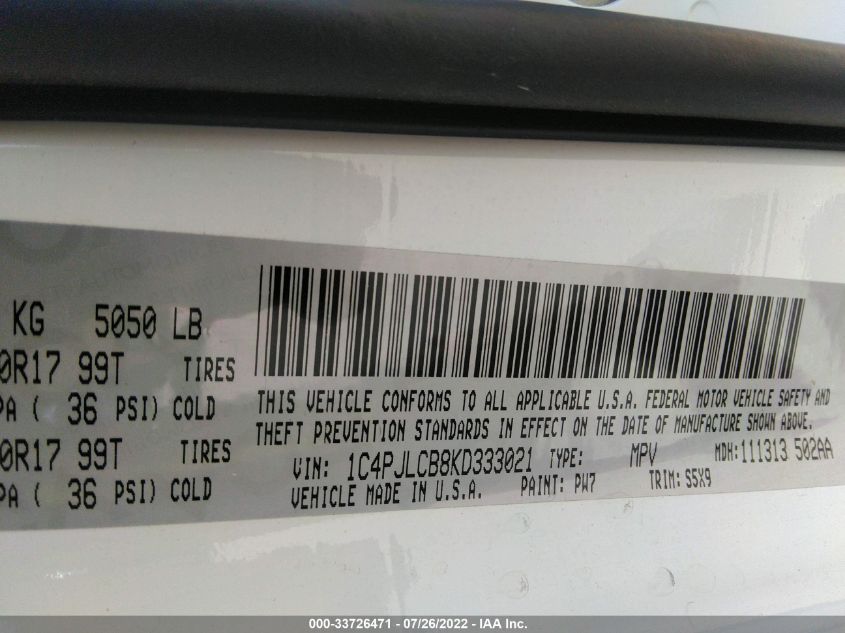 KG 5050 LB
0R17 99T TIRES
PA ( 36 PSI) COLD
0R17 99T TIRES
PA ( 36 PSI) COLD
THIS VEHICLE CONFORMS TO ALL APPLICABLE U.S.A. FEDERAL MOTOR VEHICLE SAFETY AND
THEFT PREVENTION STANDARDS IN EFFECT ON THE DATE OF MANUFACTURE SHOWN ABOVE.
VIN: 1C4PJLCB8KD333021 TYPE: MPV MDH:111313 502AA
VEHICLE MADE IN U.S.A. PAINT: PW7 TRIM: S5X9
000-33726471 - 07/26/2022 - IAA Inc.